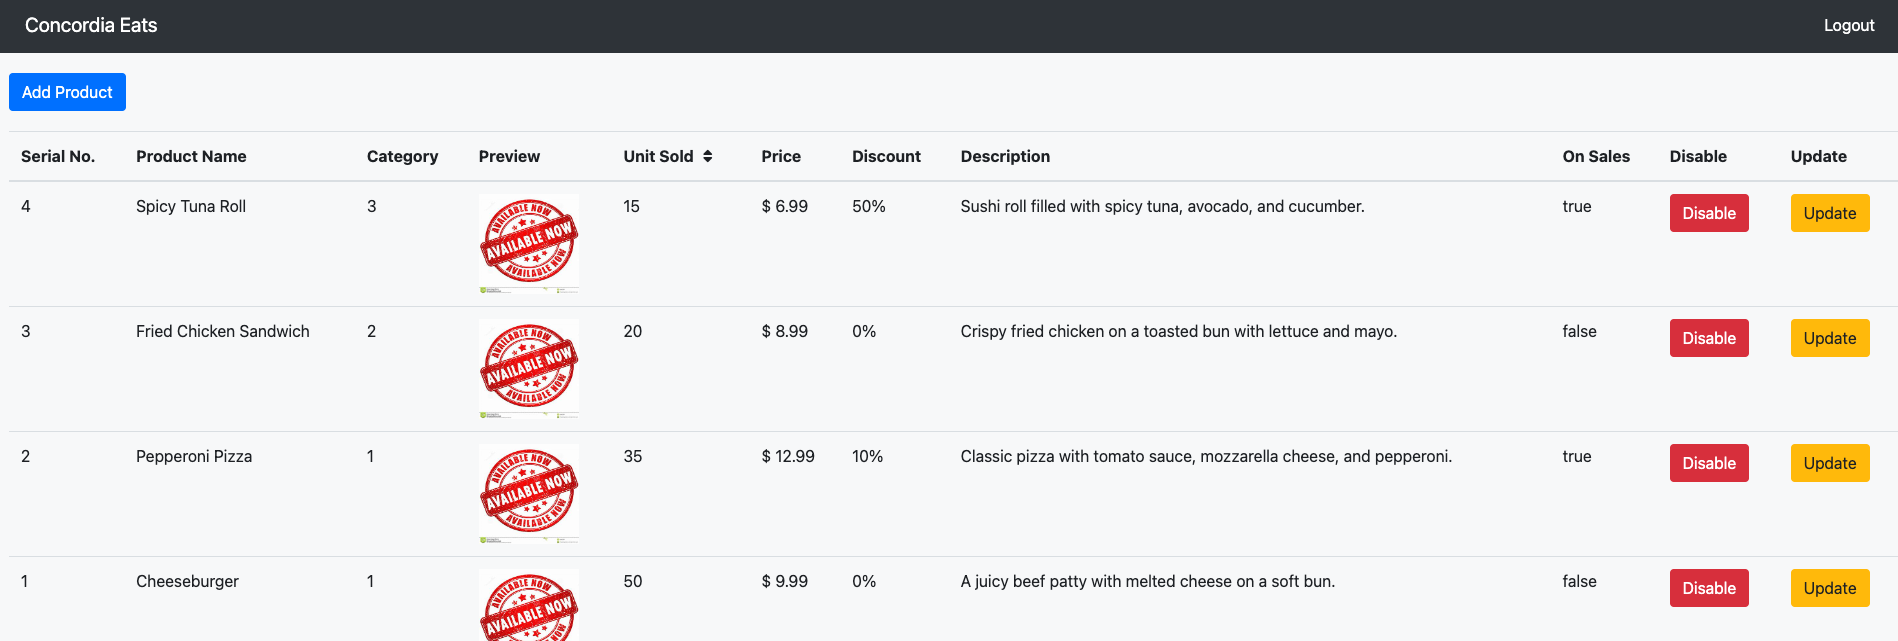 Concordia Eats Logout
Add Product
Serial No. Product Name Category Preview Unit Sold Price Discount Description On Sales Disable Update
4 Spicy Tuna Roll 3 15 $ 6.99 50% Sushi roll filled with spicy tuna, avocado, and cucumber. true Disable Update
AVAILABLE NOW
AVAILABLE NOW
AVAILABLE NOW
3 Fried Chicken Sandwich 2 20 $ 8.99 0% Crispy fried chicken on a toasted bun with lettuce and mayo. false Disable Update
AVAILABLE NOW
AVAILABLE NOW
AVAILABLE NOW
2 Pepperoni Pizza 1 35 $ 12.99 10% Classic pizza with tomato sauce, mozzarella cheese, and pepperoni. true Disable Update
AVAILABLE NOW
AVAILABLE NOW
AVAILABLE NOW
1 Cheeseburger 1 50 $ 9.99 0% A juicy beef patty with melted cheese on a soft bun. false Disable Update
AVAILABLE NOW
AVAILABLE NOW